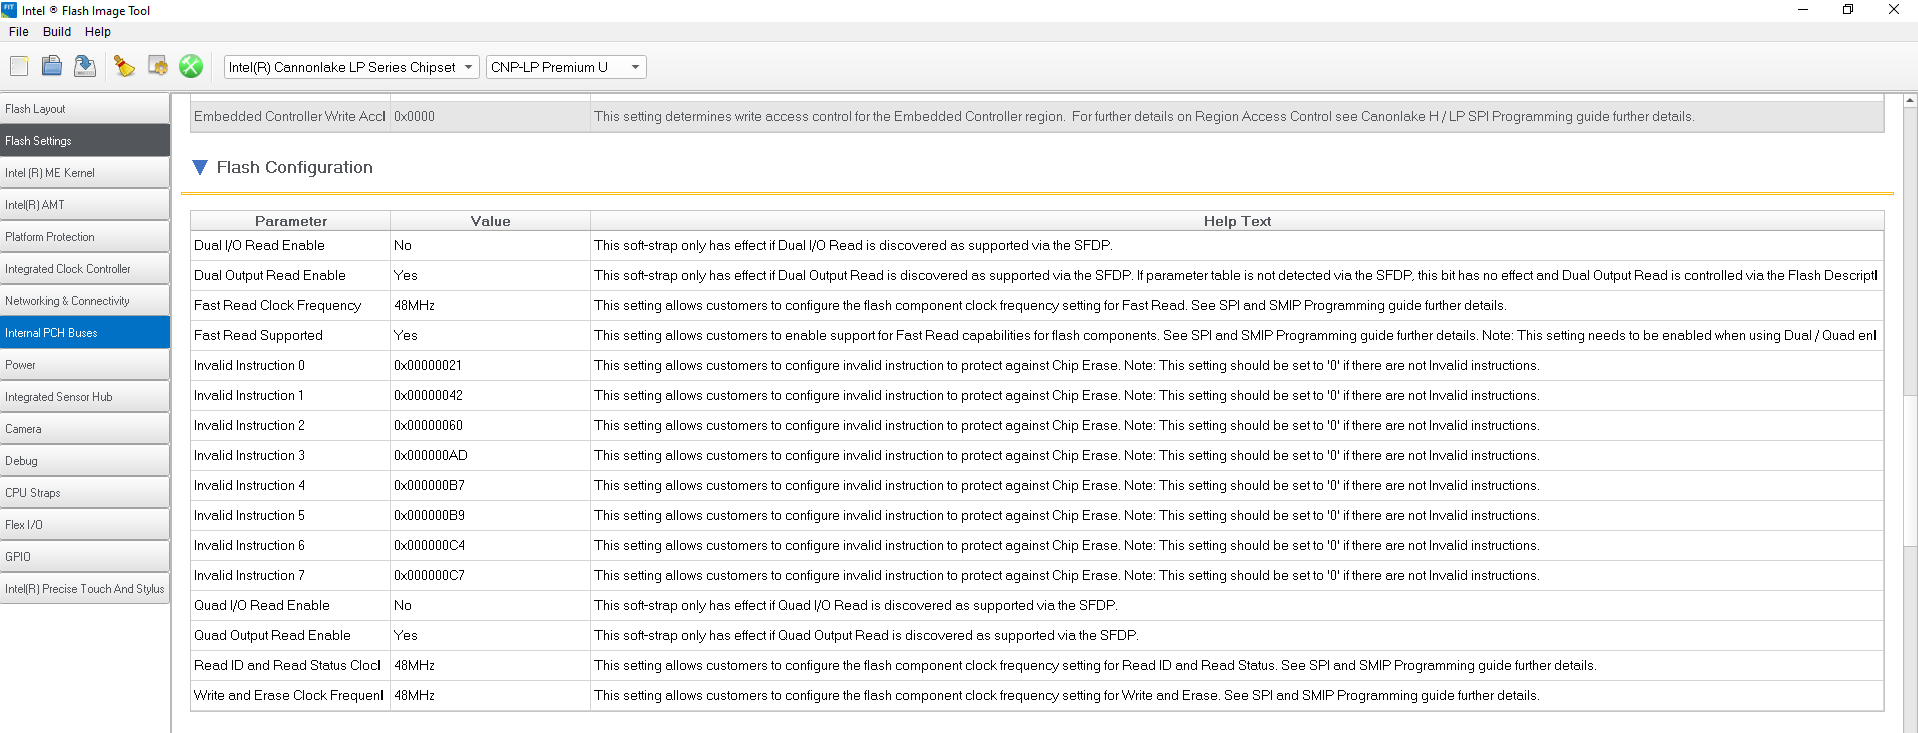 Intel ® Flash Image Tool
File Build Help
Intel(R) Cannonlake LP Series Chipset CNP-LP Premium U
Flash Layout
Flash Settings
Intel (R) ME Kernel
Intel(R) AMT
Platform Protection
Integrated Clock Controller
Networking & Connectivity
Internal PCH Buses
Power
Integrated Sensor Hub
Camera
Debug
CPU Straps
Flex I/O
GPIO
Intel(R) Precise Touch And Stylus
Embedded Controller Write Acc 0x0000 This setting determines write access control for the Embedded Controller region. For further details on Region Access Control see Canonlake H / LP SPI Programming guide further details.
Flash Configuration
Parameter Value Help Text
Dual I/O Read Enable No This soft-strap only has effect if Dual I/O Read is discovered as supported via the SFDP.
Dual Output Read Enable Yes This soft-strap only has effect if Dual Output Read is discovered as supported via the SFDP. If parameter table is not detected via the SFDP, this bit has no effect and Dual Output Read is controlled via the Flash Descript
Fast Read Clock Frequency 48MHz This setting allows customers to configure the flash component clock frequency setting for Fast Read. See SPI and SMIP Programming guide further details.
Fast Read Supported Yes This setting allows customers to enable support for Fast Read capabilities for flash components. See SPI and SMIP Programming guide further details. Note: This setting needs to be enabled when using Dual / Quad en
Invalid Instruction 0 0x00000021 This setting allows customers to configure invalid instruction to protect against Chip Erase. Note: This setting should be set to '0' if there are not Invalid instructions.
Invalid Instruction 1 0x00000042 This setting allows customers to configure invalid instruction to protect against Chip Erase. Note: This setting should be set to '0' if there are not Invalid instructions.
Invalid Instruction 2 0x00000060 This setting allows customers to configure invalid instruction to protect against Chip Erase. Note: This setting should be set to '0' if there are not Invalid instructions.
Invalid Instruction 3 0x000000AD This setting allows customers to configure invalid instruction to protect against Chip Erase. Note: This setting should be set to '0' if there are not Invalid instructions.
Invalid Instruction 4 0x000000B7 This setting allows customers to configure invalid instruction to protect against Chip Erase. Note: This setting should be set to '0' if there are not Invalid instructions.
Invalid Instruction 5 0x000000B9 This setting allows customers to configure invalid instruction to protect against Chip Erase. Note: This setting should be set to '0' if there are not Invalid instructions.
Invalid Instruction 6 0x000000C4 This setting allows customers to configure invalid instruction to protect against Chip Erase. Note: This setting should be set to '0' if there are not Invalid instructions.
Invalid Instruction 7 0x000000C7 This setting allows customers to configure invalid instruction to protect against Chip Erase. Note: This setting should be set to '0' if there are not Invalid instructions.
Quad I/O Read Enable No This soft-strap only has effect if Quad I/O Read is discovered as supported via the SFDP.
Quad Output Read Enable Yes This soft-strap only has effect if Quad Output Read is discovered as supported via the SFDP.
Read ID and Read Status Cloc 48MHz This setting allows customers to configure the flash component clock frequency setting for Read ID and Read Status. See SPI and SMIP Programming guide further details.
Write and Erase Clock Frequen 48MHz This setting allows customers to configure the flash component clock frequency setting for Write and Erase. See SPI and SMIP Programming guide further details.